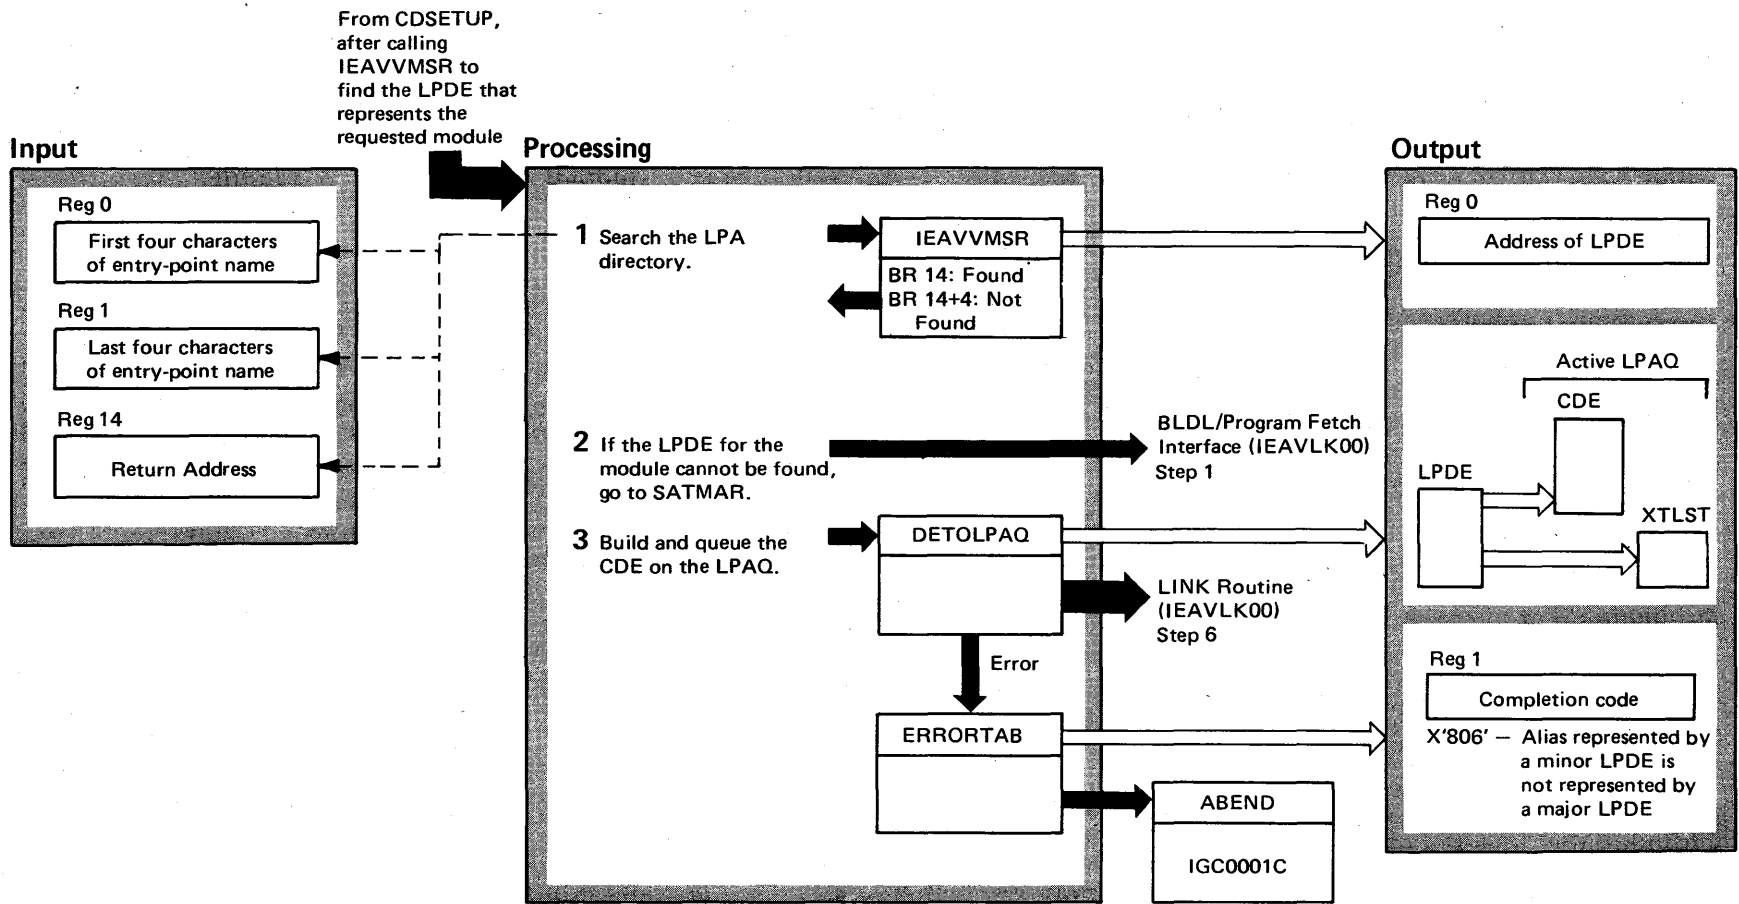 From CDSETUP,
after calling
IEAVVMSR to
find the LPDE that
represents the
requested module
Input
Reg 0
First four characters
of entry-point name
Reg 1
Last four characters
of entry-point name
Reg 14
Return Address
Processing
1 Search the LPA
directory.
IEAVVMSR
BR 14: Found
BR 14+4: Not
Found
2 If the LPDE for the
module cannot be found,
go to SATMAR.
BLDL/Program Fetch
Interface (IEAVLK00)
Step 1
3 Build and queue the
CDE on the LPAQ.
DETOLPAQ
LINK Routine
(IEAVLK00)
Step 6
Error
ERRORTAB
ABEND
IGC0001C
Output
Reg 0
Address of LPDE
Active LPAQ
CDE
LPDE
XTLST
Reg 1
Completion code
X'806' — Alias represented by
a minor LPDE is
not represented by
a major LPDE